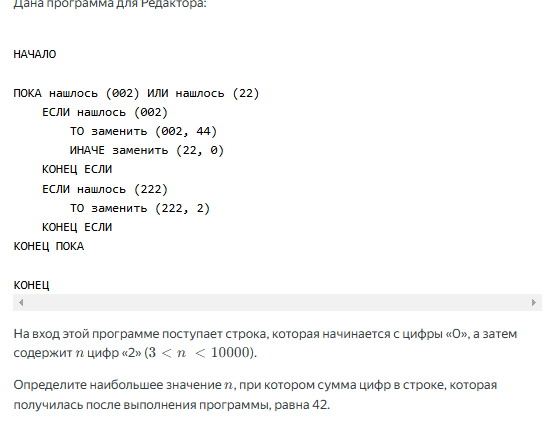 Дана программа для Редактора:
НАЧАЛО
ПОКА нашлось (002) ИЛИ нашлось (22)
ЕСЛИ нашлось (002)
ТО заменить (002, 44)
ИНАЧЕ заменить (22, 0)
КОНЕЦ ЕСЛИ
ЕСЛИ нашлось (222)
ТО заменить (222, 2)
КОНЕЦ ЕСЛИ
КОНЕЦ ПОКА
КОНЕЦ
На вход этой программе поступает строка, которая начинается с цифры «0», а затем
содержит n цифр «2» (3 < n < 10000).
Определите наибольшее значение n, при котором сумма цифр в строке, которая
получилась после выполнения программы, равна 42.